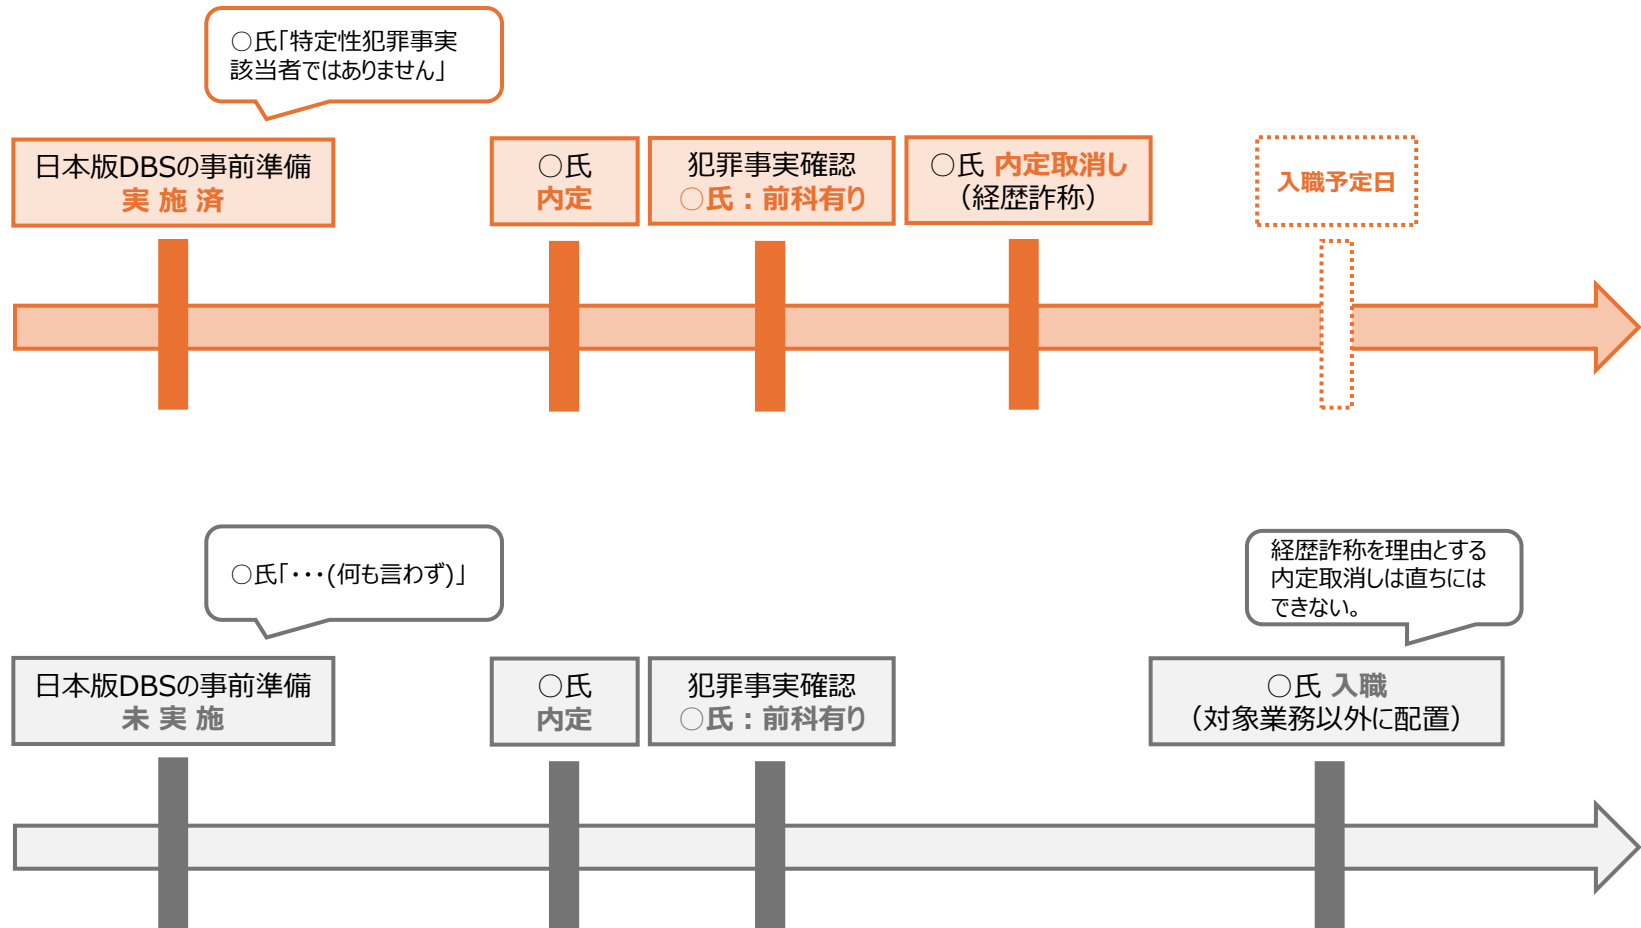 ○氏「特定性犯罪事実
該当者ではありません」
日本版DBSの事前準備
実 施 済
○氏
内定
犯罪事実確認
○氏：前科有り
○氏 内定取消し
（経歴詐称）
入職予定日
○氏「・・・(何も言わず)」
経歴詐称を理由とする
内定取消しは直ちには
できない。
日本版DBSの事前準備
未 実 施
○氏
内定
犯罪事実確認
○氏：前科有り
○氏 入職
（対象業務以外に配置）